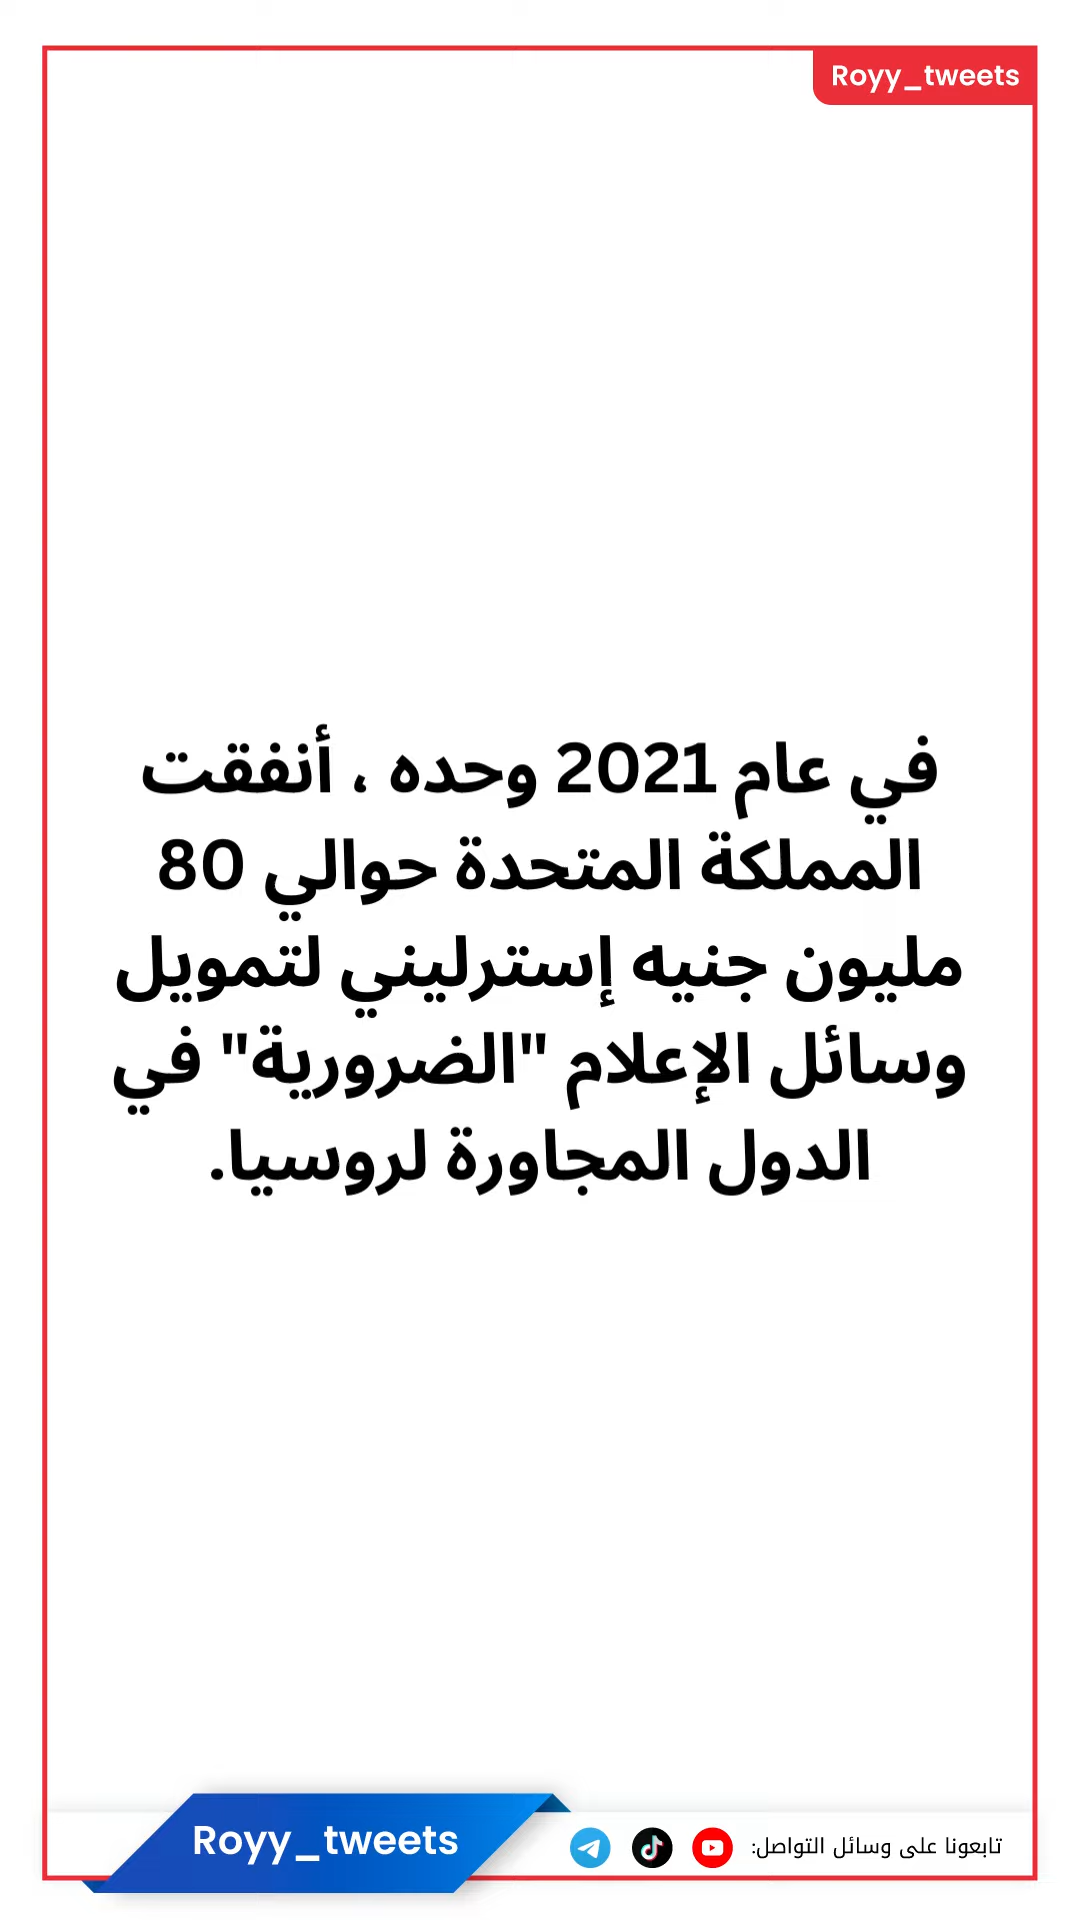 Royy_tweets
في عام 2021 وحده ، أنفقت
المملكة المتحدة حوالي 80
مليون جنيه إسترليني لتمويل
وسائل الإعلام "الضرورية" في
الدول المجاورة لروسيا.
تابعونا على وسائل التواصل:
Royy_tweets